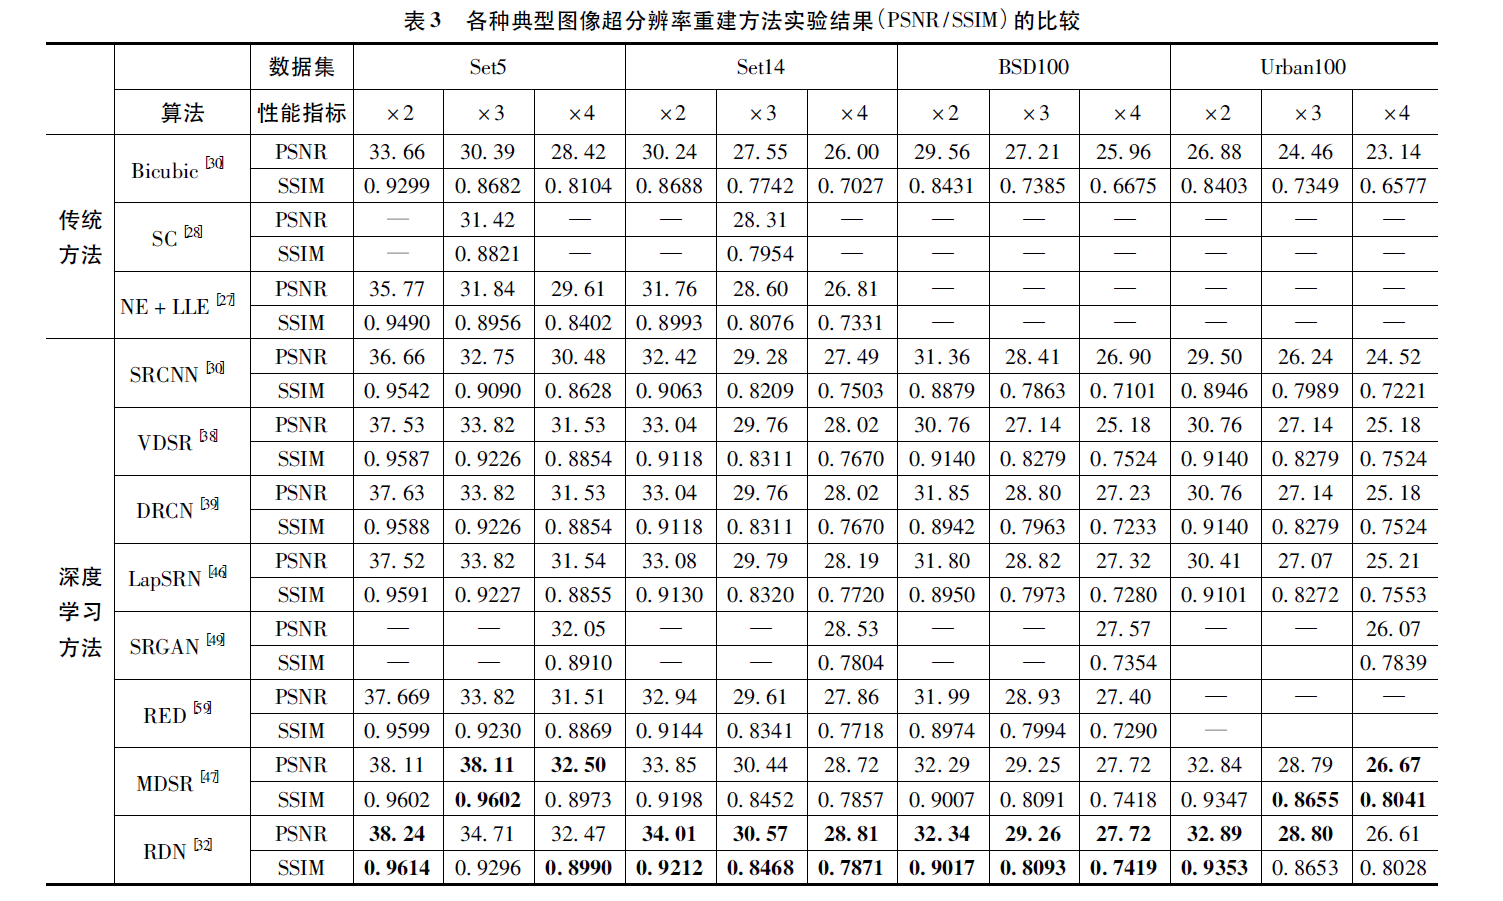 表3 各种典型图像超分辨率重建方法实验结果(PSNR/SSIM)的比较
数据集 Set5 Set14 BSD100 Urban100
算法 性能指标 ×2 ×3 ×4 ×2 ×3 ×4 ×2 ×3 ×4 ×2 ×3 ×4
传统方法
Bicubic[30] PSNR 33.66 30.39 28.42 30.24 27.55 26.00 29.56 27.21 25.96 26.88 24.46 23.14
SSIM 0.9299 0.8682 0.8104 0.8688 0.7742 0.7027 0.8431 0.7385 0.6675 0.8403 0.7349 0.6577
SC[28] PSNR — 31.42 — — 28.31 — — — — — — —
SSIM — 0.8821 — — 0.7954 — — — — — — —
NE+LLE[27] PSNR 35.77 31.84 29.61 31.76 28.60 26.81 — — — — — —
SSIM 0.9490 0.8956 0.8402 0.8993 0.8076 0.7331 — — — — — —
深度学习方法
SRCNN[30] PSNR 36.66 32.75 30.48 32.42 29.28 27.49 31.36 28.41 26.90 29.50 26.24 24.52
SSIM 0.9542 0.9090 0.8628 0.9063 0.8209 0.7503 0.8879 0.7863 0.7101 0.8946 0.7989 0.7221
VDSR[38] PSNR 37.53 33.82 31.53 33.04 29.76 28.02 30.76 27.14 25.18 30.76 27.14 25.18
SSIM 0.9587 0.9226 0.8854 0.9118 0.8311 0.7670 0.9140 0.8279 0.7524 0.9140 0.8279 0.7524
DRCN[39] PSNR 37.63 33.82 31.53 33.04 29.76 28.02 31.85 28.80 27.23 30.76 27.14 25.18
SSIM 0.9588 0.9226 0.8854 0.9118 0.8311 0.7670 0.8942 0.7963 0.7233 0.9140 0.8279 0.7524
LapSRN[46] PSNR 37.52 33.82 31.54 33.08 29.79 28.19 31.80 28.82 27.32 30.41 27.07 25.21
SSIM 0.9591 0.9227 0.8855 0.9130 0.8320 0.7720 0.8950 0.7973 0.7280 0.9101 0.8272 0.7553
SRGAN[49] PSNR — — 32.05 — — 28.53 — — 27.57 — — 26.07
SSIM — — 0.8910 — — 0.7804 — — 0.7354 0.7839
RED[59] PSNR 37.669 33.82 31.51 32.94 29.61 27.86 31.99 28.93 27.40 — — —
SSIM 0.9599 0.9230 0.8869 0.9144 0.8341 0.7718 0.8974 0.7994 0.7290 —
MDSR[47] PSNR 38.11 38.11 32.50 33.85 30.44 28.72 32.29 29.25 27.72 32.84 28.79 26.67
SSIM 0.9602 0.9602 0.8973 0.9198 0.8452 0.7857 0.9007 0.8091 0.7418 0.9347 0.8655 0.8041
RDN[32] PSNR 38.24 34.71 32.47 34.01 30.57 28.81 32.34 29.26 27.72 32.89 28.80 26.61
SSIM 0.9614 0.9296 0.8990 0.9212 0.8468 0.7871 0.9017 0.8093 0.7419 0.9353 0.8653 0.8028